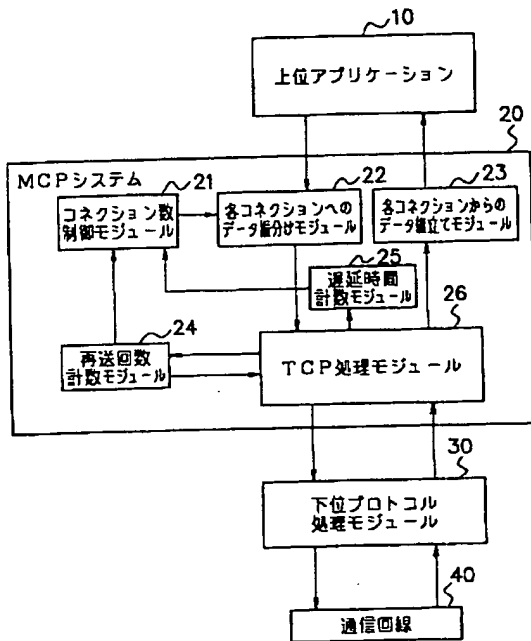 10
上位アプリケーション
20
MCPシステム
21
コネクション数
制御モジュール
22
各コネクションへの
データ振分けモジュール
23
各コネクションからの
データ組立てモジュール
25
遅延時間
計数モジュール
24
再送回数
計数モジュール
26
TCP処理モジュール
30
下位プロトコル
処理モジュール
40
通信回線